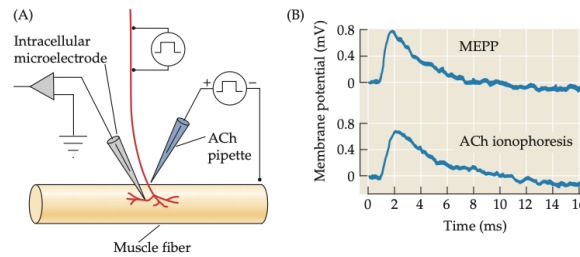 (A)
Intracellular
microelectrode
+
−
ACh
pipette
Muscle fiber
(B)
Membrane potential (mV)
0.8
0.4
0
MEPP
0.8
0.4
0
ACh ionophoresis
0 2 4 6 8 10 12 14 16
Time (ms)